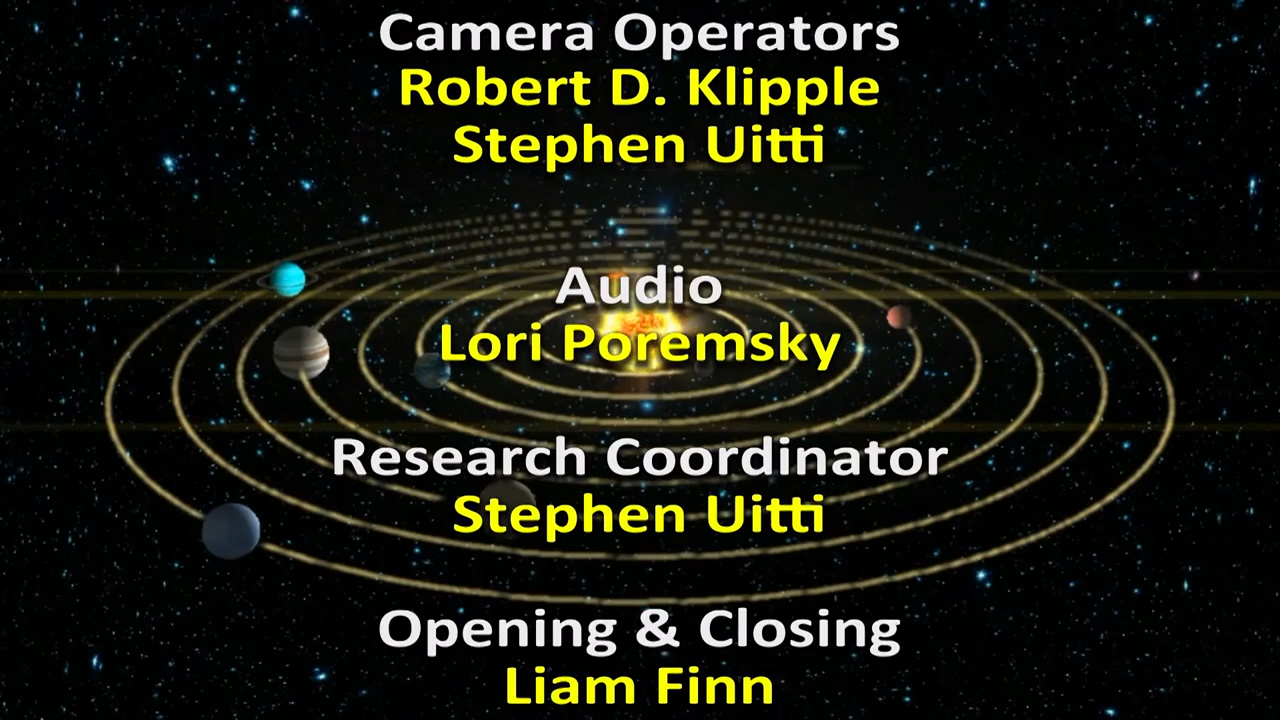 Camera Operators
Robert D. Klipple
Stephen Uitti
Audio
Lori Poremsky
Research Coordinator
Stephen Uitti
Opening & Closing
Liam Finn